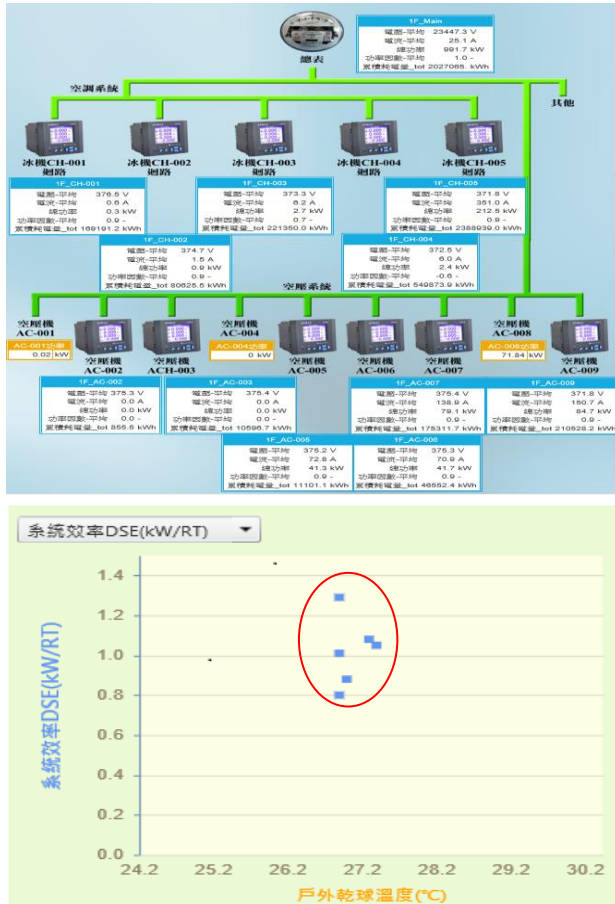 1F_Main
電壓-平均 23447.3 V
電流-平均 25.1 A
總功率 991.7 kW
功率因數-平均 1.0 -
累積耗電量_tot 2027065. kWh
總表
空調系統
其他
冰機CH-001
迴路
冰機CH-002
迴路
冰機CH-003
迴路
冰機CH-004
迴路
冰機CH-005
迴路
1F_CH-001
電壓-平均 376.5 V
電流-平均 0.6 A
總功率 0.3 kW
功率因數-平均 0.9 -
累積耗電量_tot 169191.2 kWh
1F_CH-003
電壓-平均 373.3 V
電流-平均 6.2 A
總功率 2.7 kW
功率因數-平均 0.7 -
累積耗電量_tot 221350.0 kWh
1F_CH-005
電壓-平均 371.8 V
電流-平均 351.0 A
總功率 212.5 kW
功率因數-平均 0.9 -
累積耗電量_tot 2388939.0 kWh
1F_CH-002
電壓-平均 374.7 V
電流-平均 1.5 A
總功率 0.9 kW
功率因數-平均 0.9 -
累積耗電量_tot 80625.5 kWh
1F_CH-004
電壓-平均 372.5 V
電流-平均 6.0 A
總功率 2.4 kW
功率因數-平均 -0.6 -
累積耗電量_tot 549873.9 kWh
空壓系統
空壓機
AC-001
AC-001功率
0.02 kW
空壓機
AC-002
空壓機
ACH-003
空壓機
AC-004
AC-004功率
0 kW
空壓機
AC-005
空壓機
AC-006
空壓機
AC-007
空壓機
AC-008
AC-008功率
71.84 kW
空壓機
AC-009
1F_AC-002
電壓-平均 375.3 V
電流-平均 0.0 A
總功率 0.0 kW
功率因數-平均 0.0 -
累積耗電量_tot 855.5 kWh
1F_AC-003
電壓-平均 375.4 V
電流-平均 0.0 A
總功率 0.0 kW
功率因數-平均 0.0 -
累積耗電量_tot 10596.7 kWh
1F_AC-007
電壓-平均 375.4 V
電流-平均 138.9 A
總功率 79.1 kW
功率因數-平均 0.9 -
累積耗電量_tot 175311.7 kWh
1F_AC-009
電壓-平均 371.8 V
電流-平均 150.7 A
總功率 84.7 kW
功率因數-平均 0.9 -
累積耗電量_tot 210528.2 kWh
1F_AC-005
電壓-平均 375.2 V
電流-平均 72.8 A
總功率 41.3 kW
功率因數-平均 0.9 -
累積耗電量_tot 11101.1 kWh
1F_AC-006
電壓-平均 375.3 V
電流-平均 70.9 A
總功率 41.7 kW
功率因數-平均 0.9 -
累積耗電量_tot 46552.4 kWh
系統效率DSE(kW/RT)
系統效率DSE(kW/RT)
1.4
1.2
1.0
0.8
0.6
0.4
0.2
0.0
24.2 25.2 26.2 27.2 28.2 29.2 30.2
戶外乾球溫度(℃)